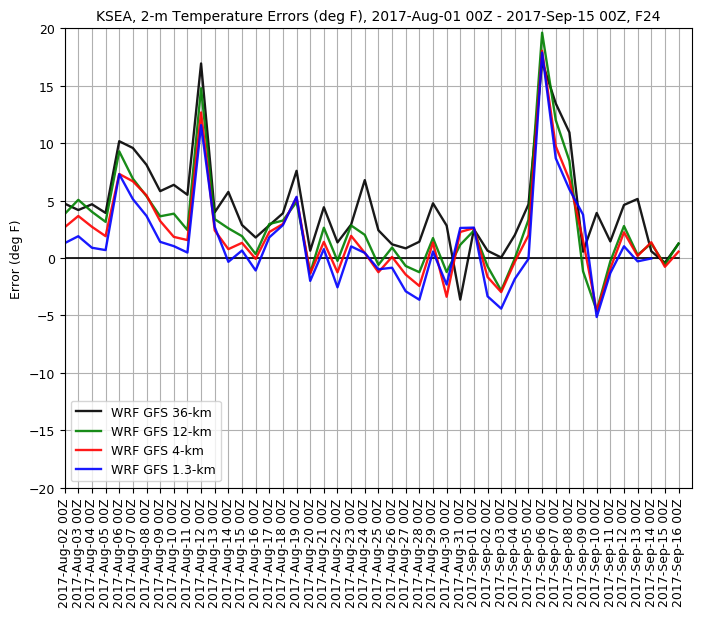 KSEA, 2-m Temperature Errors (deg F), 2017-Aug-01 00Z - 2017-Sep-15 00Z, F24
20
15
10
5
0
−5
−10
−15
−20
Error (deg F)
WRF GFS 36-km
WRF GFS 12-km
WRF GFS 4-km
WRF GFS 1.3-km
2017-Aug-02 00Z
2017-Aug-03 00Z
2017-Aug-04 00Z
2017-Aug-05 00Z
2017-Aug-06 00Z
2017-Aug-07 00Z
2017-Aug-08 00Z
2017-Aug-09 00Z
2017-Aug-10 00Z
2017-Aug-11 00Z
2017-Aug-12 00Z
2017-Aug-13 00Z
2017-Aug-14 00Z
2017-Aug-15 00Z
2017-Aug-16 00Z
2017-Aug-17 00Z
2017-Aug-18 00Z
2017-Aug-19 00Z
2017-Aug-20 00Z
2017-Aug-21 00Z
2017-Aug-22 00Z
2017-Aug-23 00Z
2017-Aug-24 00Z
2017-Aug-25 00Z
2017-Aug-26 00Z
2017-Aug-27 00Z
2017-Aug-28 00Z
2017-Aug-29 00Z
2017-Aug-30 00Z
2017-Aug-31 00Z
2017-Sep-01 00Z
2017-Sep-02 00Z
2017-Sep-03 00Z
2017-Sep-04 00Z
2017-Sep-05 00Z
2017-Sep-06 00Z
2017-Sep-07 00Z
2017-Sep-08 00Z
2017-Sep-09 00Z
2017-Sep-10 00Z
2017-Sep-11 00Z
2017-Sep-12 00Z
2017-Sep-13 00Z
2017-Sep-14 00Z
2017-Sep-15 00Z
2017-Sep-16 00Z